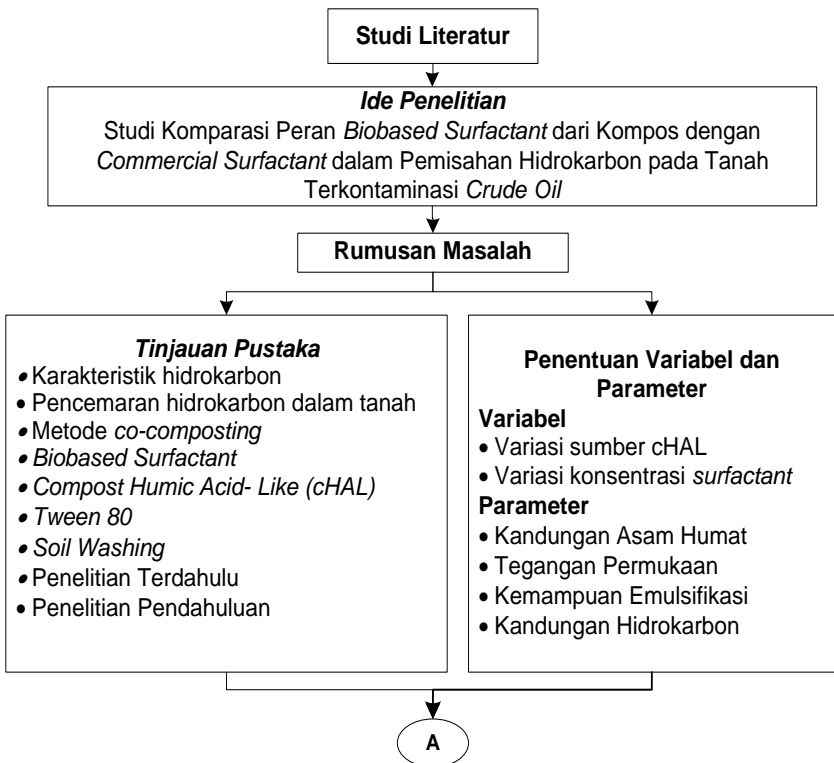 Studi Literatur
Ide Penelitian
Studi Komparasi Peran Biobased Surfactant dari Kompos dengan
Commercial Surfactant dalam Pemisahan Hidrokarbon pada Tanah
Terkontaminasi Crude Oil
Rumusan Masalah
Tinjauan Pustaka
• Karakteristik hidrokarbon
• Pencemaran hidrokarbon dalam tanah
• Metode co-composting
• Biobased Surfactant
• Compost Humic Acid- Like (cHAL)
• Tween 80
• Soil Washing
• Penelitian Terdahulu
• Penelitian Pendahuluan
Penentuan Variabel dan
Parameter
Variabel
• Variasi sumber cHAL
• Variasi konsentrasi surfactant
Parameter
• Kandungan Asam Humat
• Tegangan Permukaan
• Kemampuan Emulsifikasi
• Kandungan Hidrokarbon
A